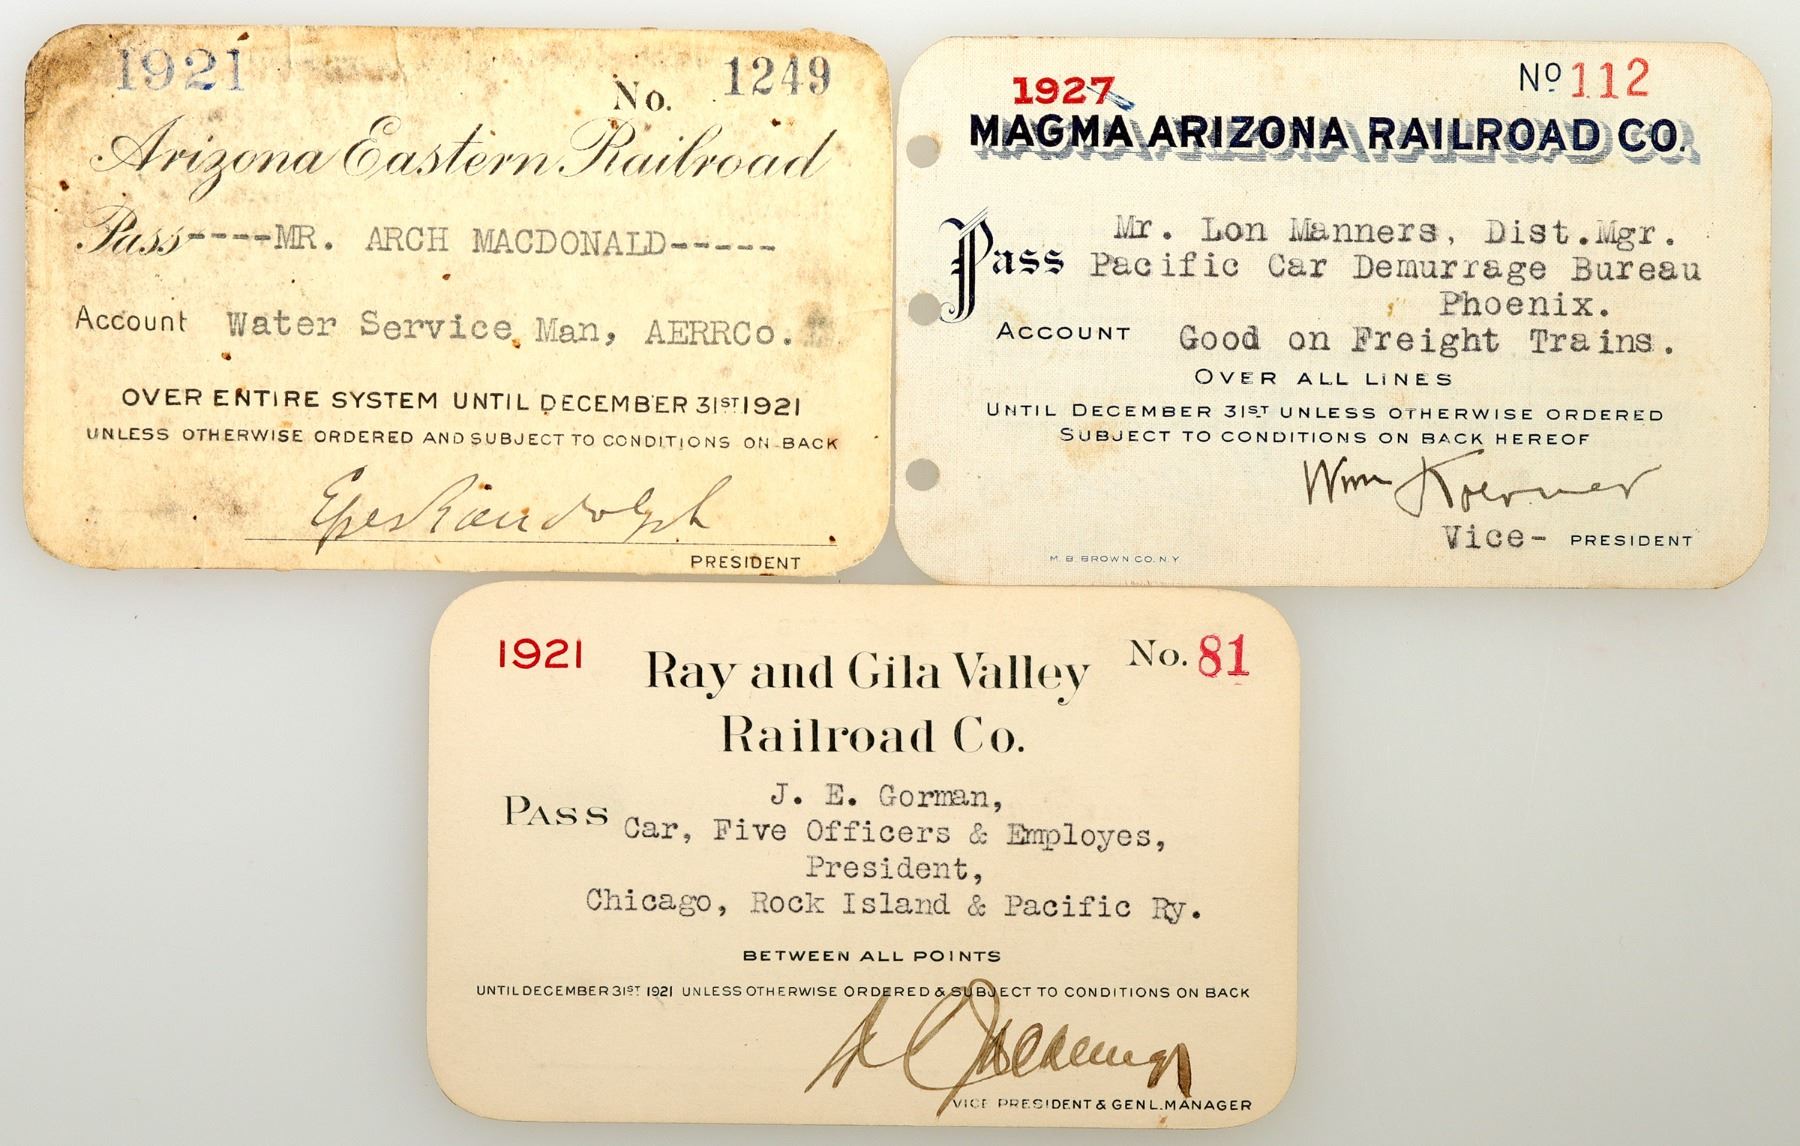 1921
No. 1249
Arizona Eastern Railroad
Pass----MR. ARCH MACDONALD-----
Account Water Service Man, AERRCo.
OVER ENTIRE SYSTEM UNTIL DECEMBER 31ST 1921
UNLESS OTHERWISE ORDERED AND SUBJECT TO CONDITIONS ON BACK
Epes Randolph
PRESIDENT
1927
No 112
MAGMA ARIZONA RAILROAD CO.
Mr. Lon Manners, Dist.Mgr.
Pass Pacific Car Demurrage Bureau
Phoenix.
ACCOUNT Good on Freight Trains.
OVER ALL LINES
UNTIL DECEMBER 31ST UNLESS OTHERWISE ORDERED
SUBJECT TO CONDITIONS ON BACK HEREOF
Wm Koerner
Vice- PRESIDENT
M. B. BROWN CO. N.Y.
1921
No. 81
Ray and Gila Valley
Railroad Co.
J. E. Gorman,
PASS Car, Five Officers & Employes,
President,
Chicago, Rock Island & Pacific Ry.
BETWEEN ALL POINTS
UNTIL DECEMBER 31ST 1921 UNLESS OTHERWISE ORDERED & SUBJECT TO CONDITIONS ON BACK
VICE PRESIDENT & GENL. MANAGER